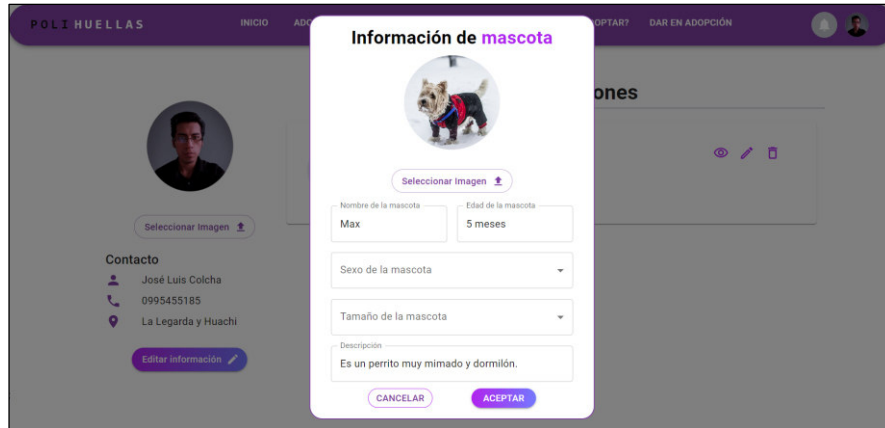 POLI HUELLAS
INICIO
ADO
OPTAR?
DAR EN ADOPCIÓN
Información de mascota
ones
Seleccionar Imagen
Nombre de la mascota
Max
Edad de la mascota
5 meses
Sexo de la mascota
Tamaño de la mascota
Descripción
Es un perrito muy mimado y dormilón.
CANCELAR
ACEPTAR
Seleccionar Imagen
Contacto
José Luis Colcha
0995455185
La Legarda y Huachi
Editar información